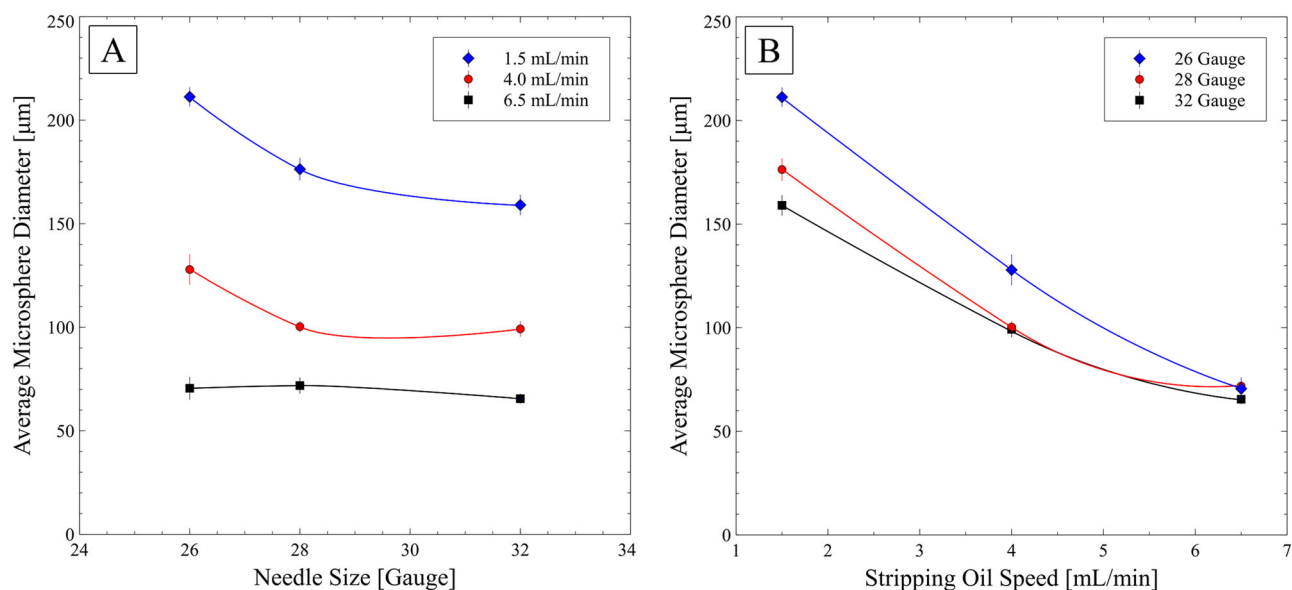 A
1.5 mL/min
4.0 mL/min
6.5 mL/min
Average Microsphere Diameter [µm]
250
200
150
100
50
0
24 26 28 30 32 34
Needle Size [Gauge]
B
26 Gauge
28 Gauge
32 Gauge
Average Microsphere Diameter [µm]
250
200
150
100
50
0
1 2 3 4 5 6 7
Stripping Oil Speed [mL/min]